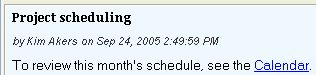 Project scheduling
by Kim Akers on Sep 24, 2005 2:49:59 PM
To review this month's schedule, see the Calendar.